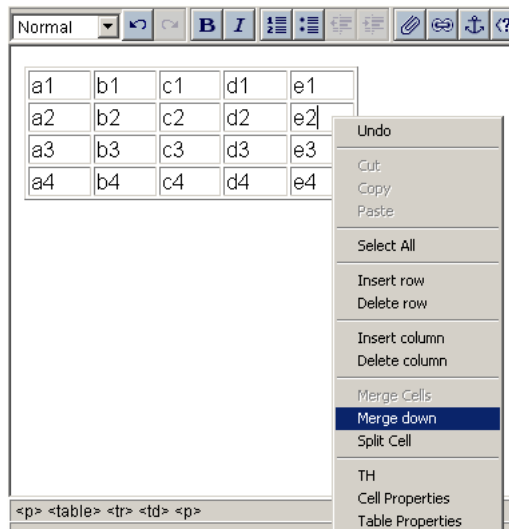 Normal B I
a1 b1 c1 d1 e1
a2 b2 c2 d2 e2
a3 b3 c3 d3 e3
a4 b4 c4 d4 e4
Undo
Cut
Copy
Paste
Select All
Insert row
Delete row
Insert column
Delete column
Merge Cells
Merge down
Split Cell
TH
Cell Properties
Table Properties
<p> <table> <tr> <td> <p>